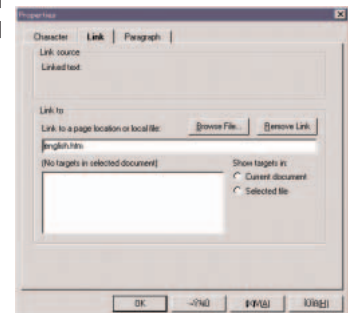 Properties
Character Link Paragraph
Link source
Linked text:
Link to
Link to a page location or local file:
Browse File...
Remove Link
english.htm
(No targets in selected document)
Show targets in:
Current document
Selected file
OK